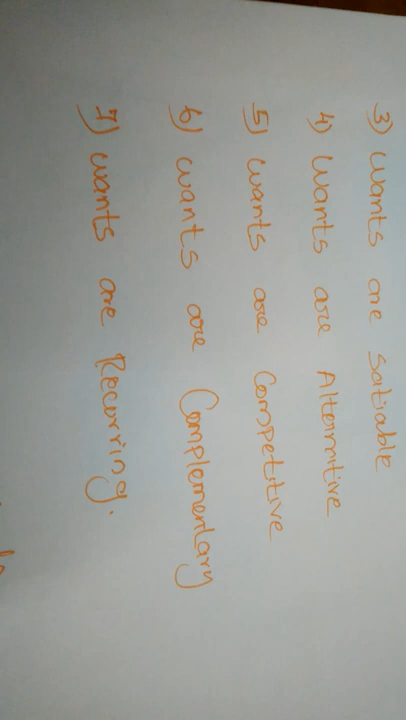 3) Wants are Satiable
4) Wants are Alternitive
5) Wants are Competitive
6) Wants are Complementary
7) Wants are Recurring.